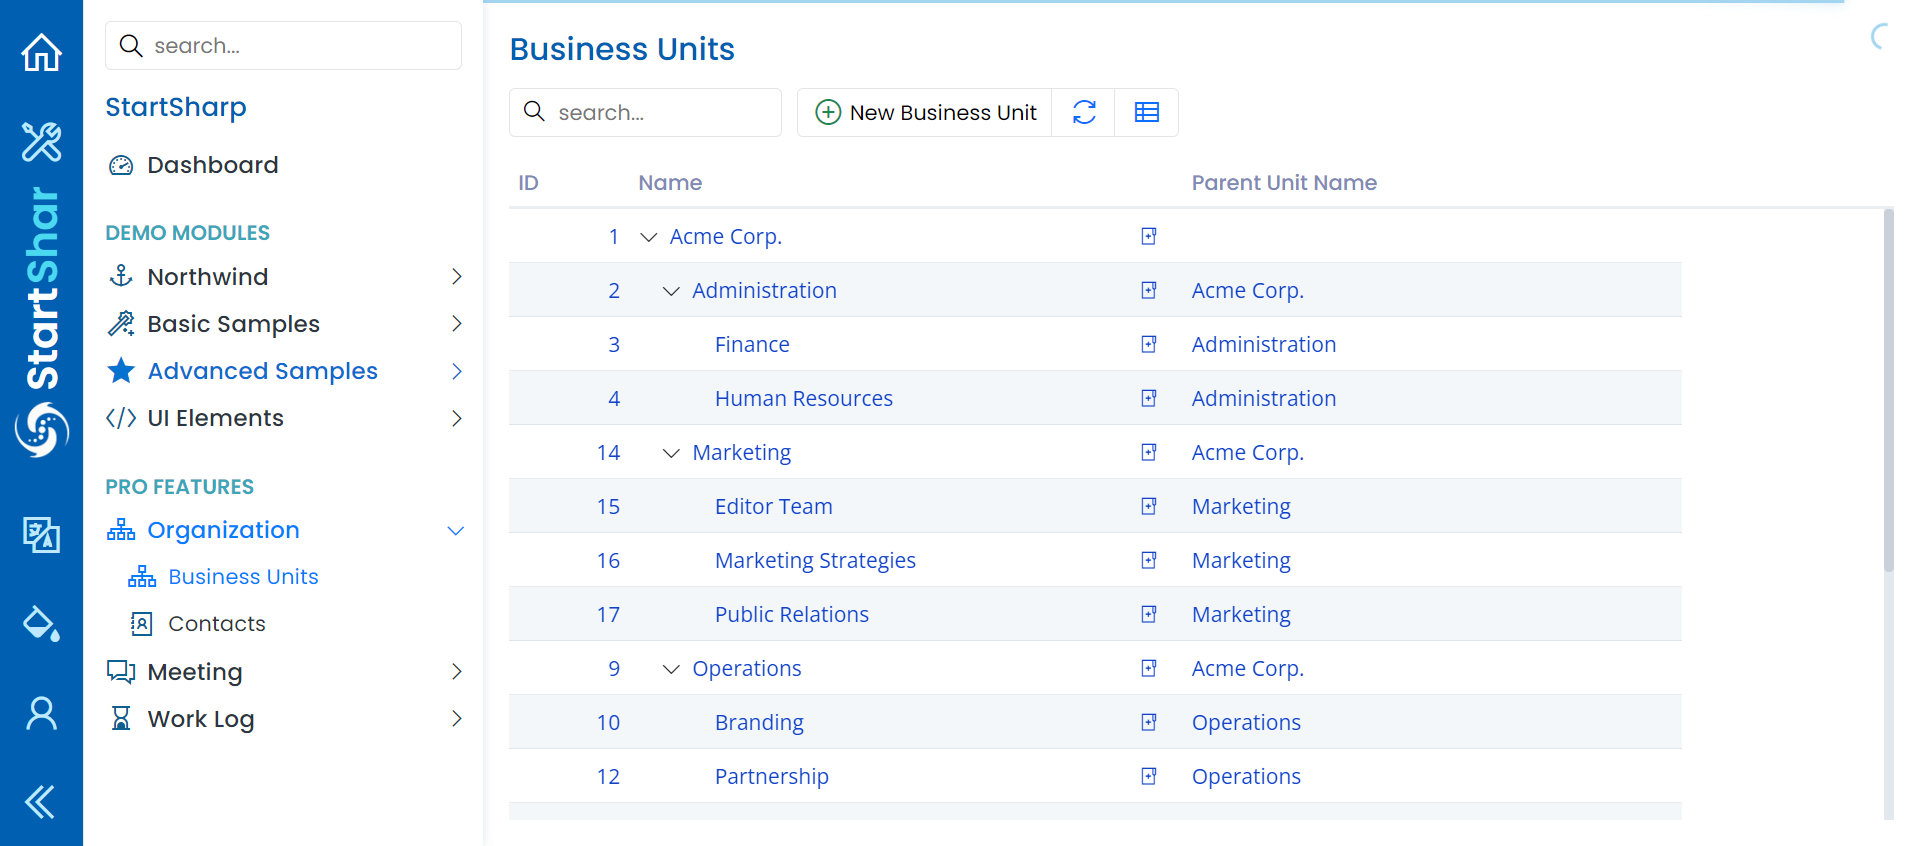 StartShar
search...
StartSharp
Dashboard
DEMO MODULES
Northwind
Basic Samples
Advanced Samples
UI Elements
PRO FEATURES
Organization
Business Units
Contacts
Meeting
Work Log
Business Units
search...
New Business Unit
ID Name Parent Unit Name
1 Acme Corp.
2 Administration Acme Corp.
3 Finance Administration
4 Human Resources Administration
14 Marketing Acme Corp.
15 Editor Team Marketing
16 Marketing Strategies Marketing
17 Public Relations Marketing
9 Operations Acme Corp.
10 Branding Operations
12 Partnership Operations